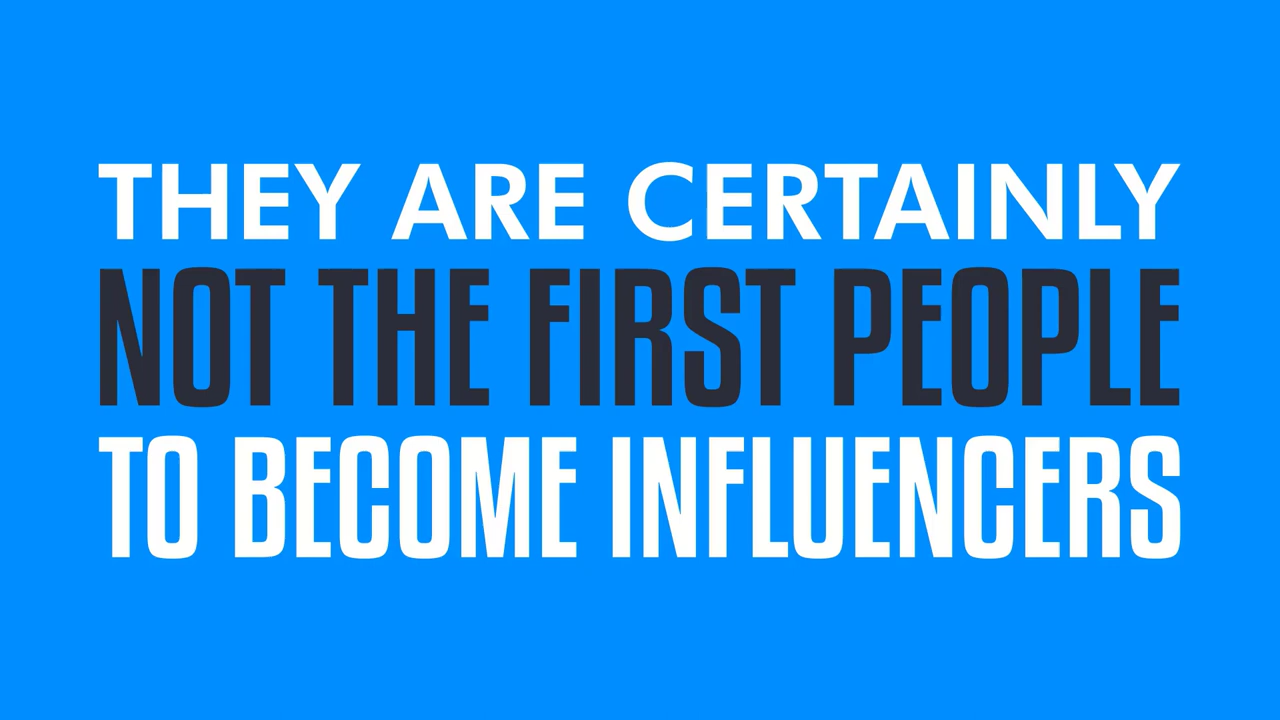 THEY ARE CERTAINLY
NOT THE FIRST PEOPLE
TO BECOME INFLUENCERS